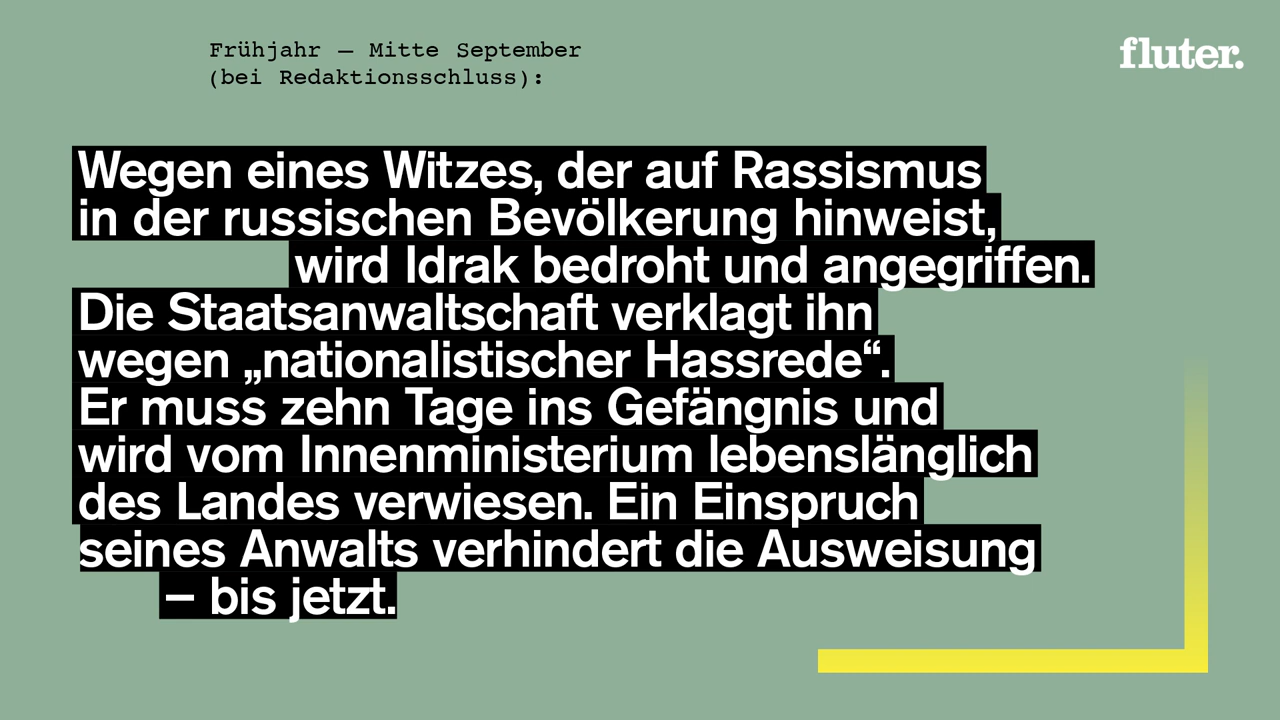 Frühjahr – Mitte September
(bei Redaktionsschluss):
fluter.
Wegen eines Witzes, der auf Rassismus
in der russischen Bevölkerung hinweist,
wird Idrak bedroht und angegriffen.
Die Staatsanwaltschaft verklagt ihn
wegen „nationalistischer Hassrede“.
Er muss zehn Tage ins Gefängnis und
wird vom Innenministerium lebenslänglich
des Landes verwiesen. Ein Einspruch
seines Anwalts verhindert die Ausweisung
– bis jetzt.